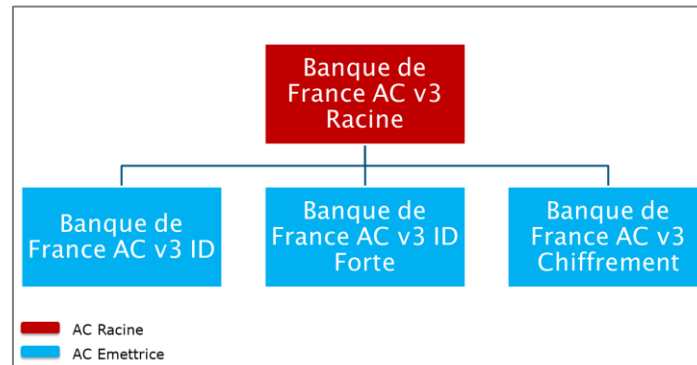 Banque de
France AC v3
Racine
Banque de
France AC v3 ID
Banque de
France AC v3 ID
Forte
Banque de
France AC v3
Chiffrement
AC Racine
AC Emettrice